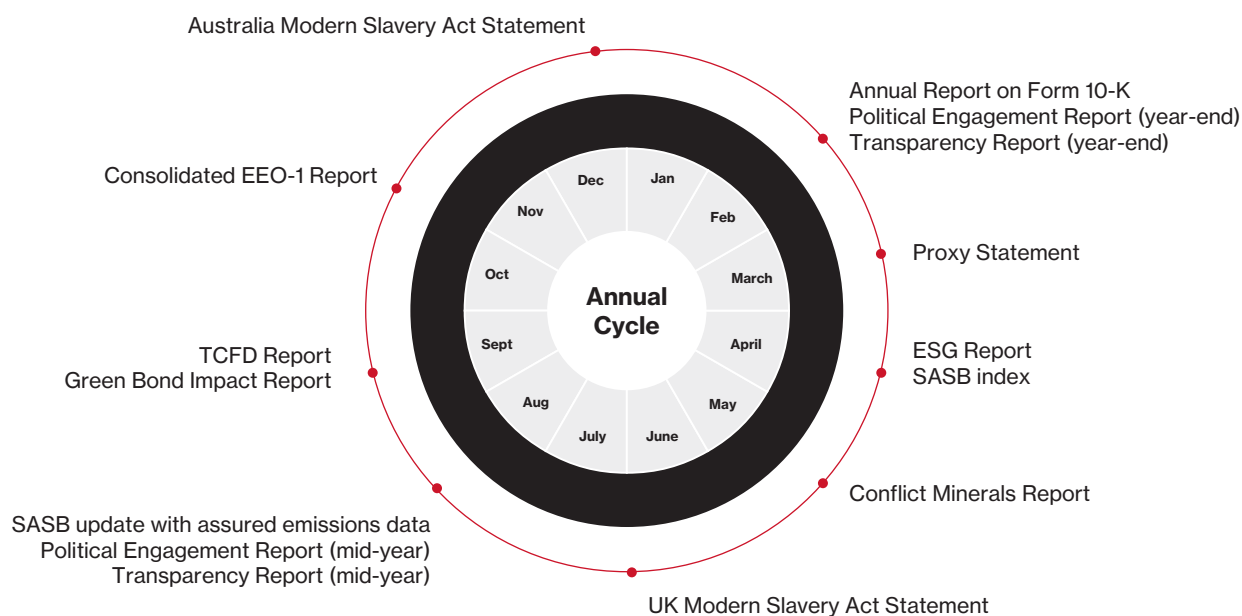 Australia Modern Slavery Act Statement
Annual Report on Form 10-K
Political Engagement Report (year-end)
Transparency Report (year-end)
Consolidated EEO-1 Report
Proxy Statement
TCFD Report
Green Bond Impact Report
ESG Report
SASB index
Conflict Minerals Report
SASB update with assured emissions data
Political Engagement Report (mid-year)
Transparency Report (mid-year)
UK Modern Slavery Act Statement
Jan
Feb
March
April
May
June
July
Aug
Sept
Oct
Nov
Dec
Annual
Cycle